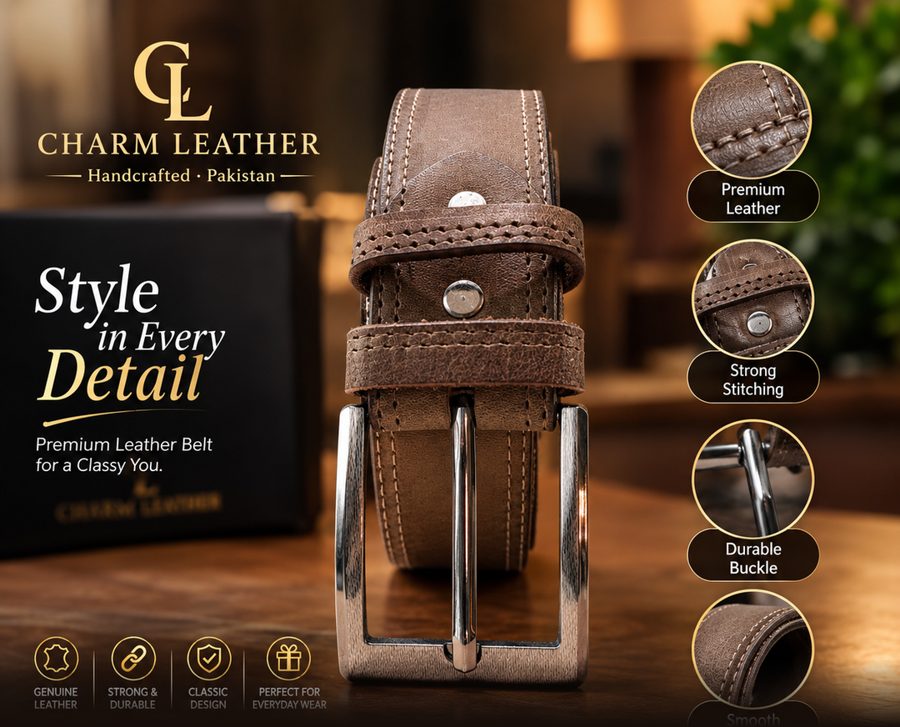 CL
CHARM LEATHER
Handcrafted · Pakistan
Style
in Every
Detail
Premium Leather Belt
for a Classy You.
CHARM LEATHER
GENUINE
LEATHER
STRONG &
DURABLE
CLASSIC
DESIGN
PERFECT FOR
EVERYDAY WEAR
Premium
Leather
Strong
Stitching
Durable
Buckle
Smooth